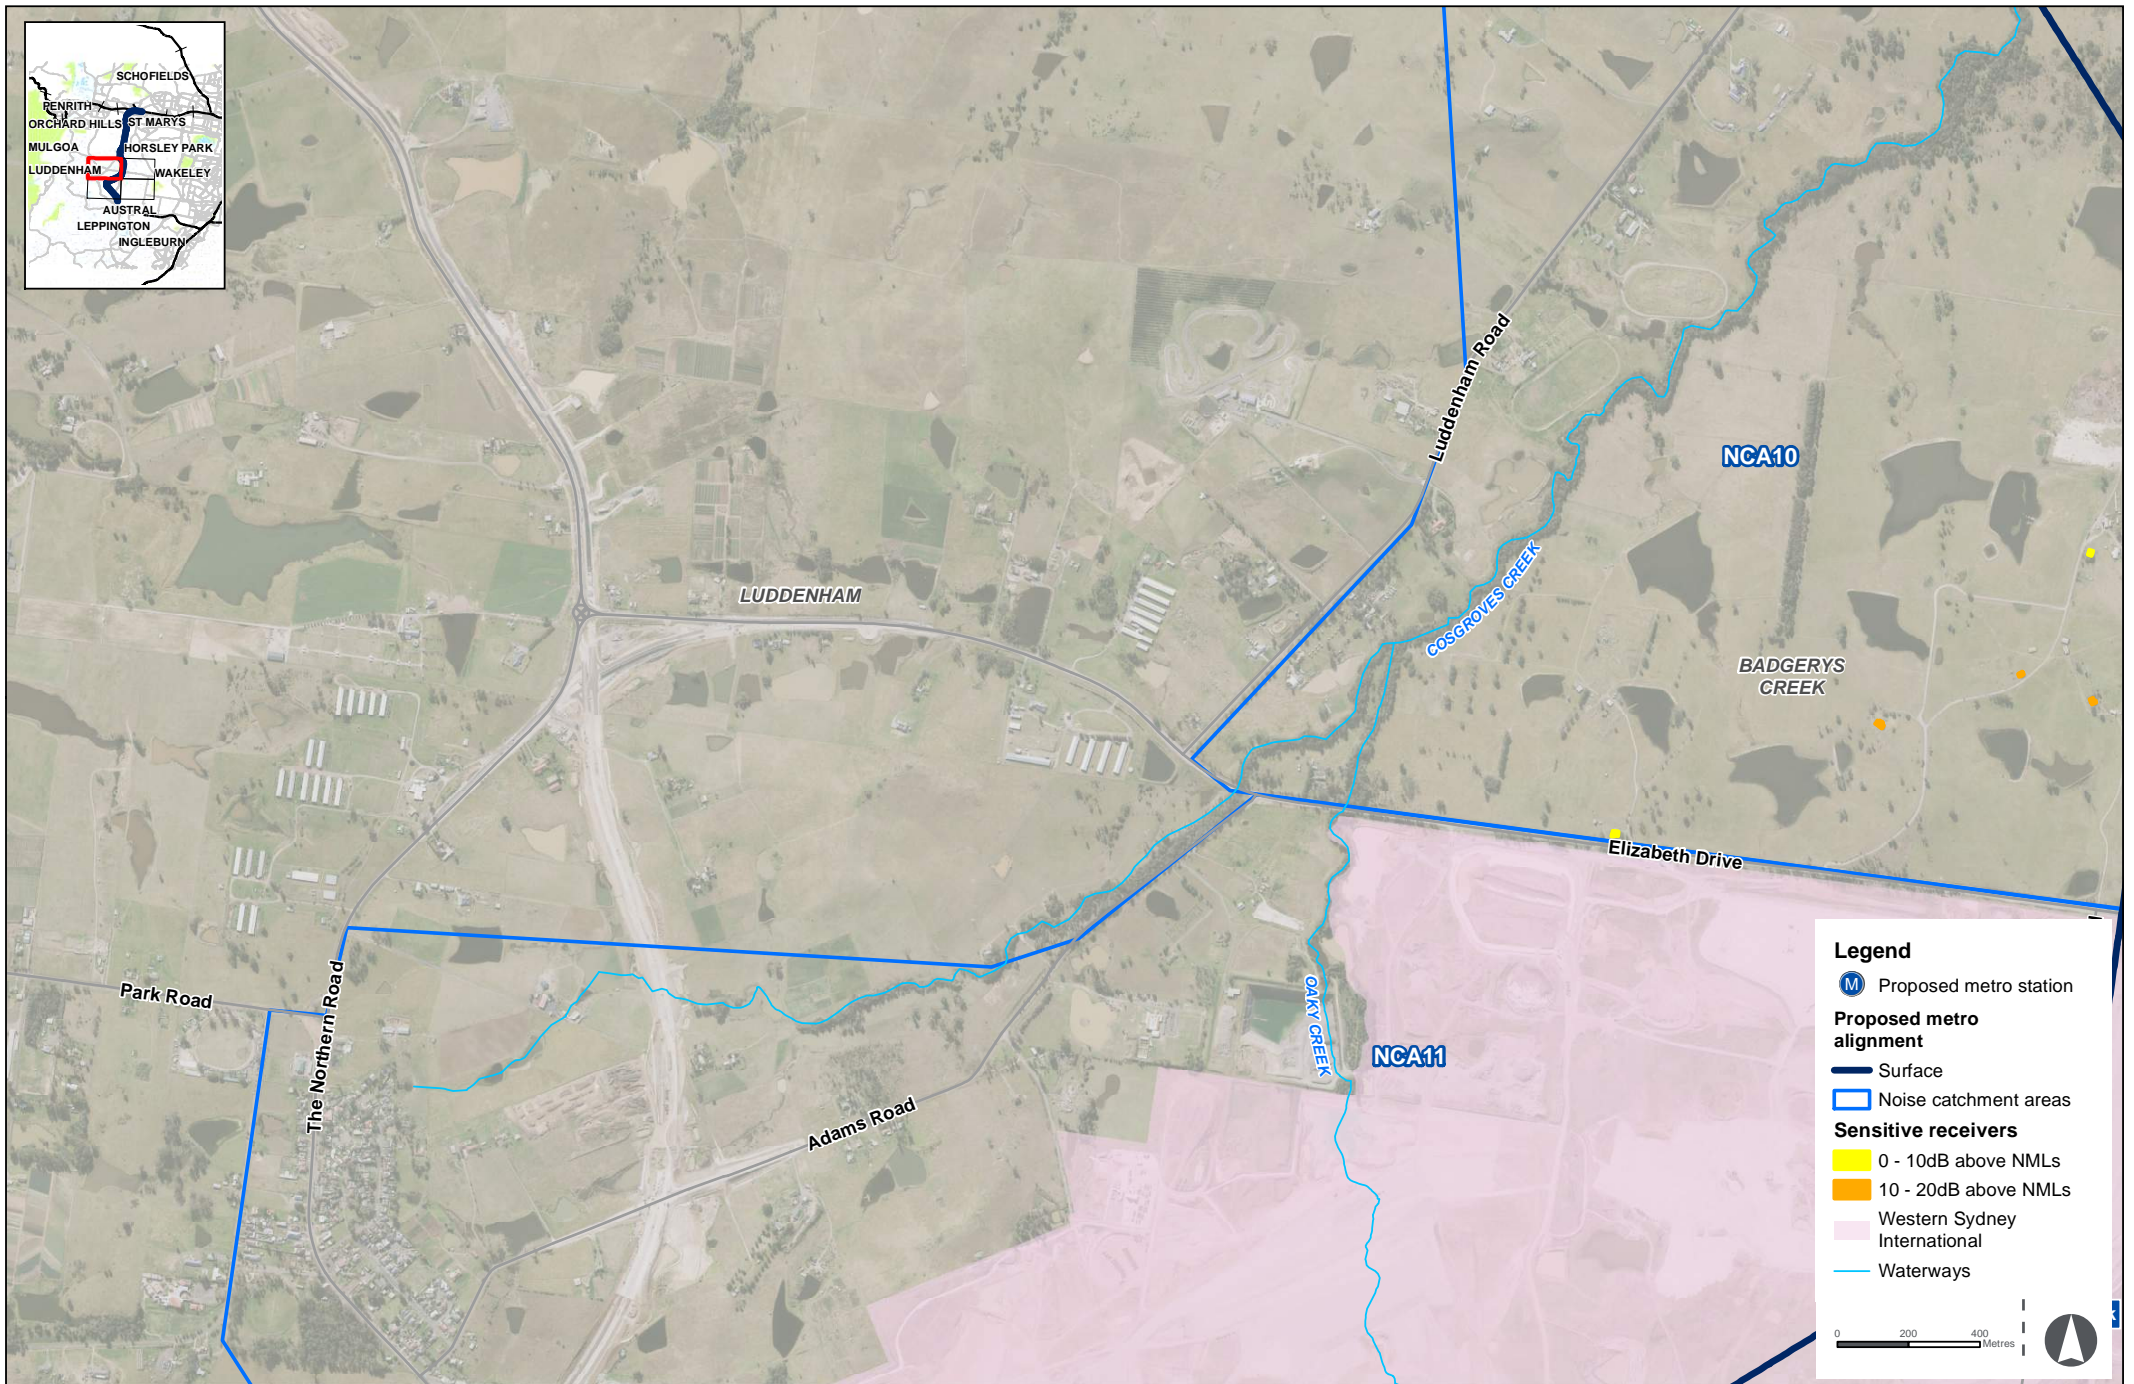 SCHOFIELDS
PENRITH
ORCHARD HILLS
ST MARYS
MULGOA
HORSLEY PARK
LUDDENHAM
WAKELEY
AUSTRAL
LEPPINGTON
INGLEBURN
Luddenham Road
NCA10
COSGROVES CREEK
LUDDENHAM
BADGERYS
CREEK
Elizabeth Drive
Park Road
The Northern Road
OAKY CREEK
NCA11
Adams Road
Legend
M Proposed metro station
Proposed metro
alignment
Surface
Noise catchment areas
Sensitive receivers
0 - 10dB above NMLs
10 - 20dB above NMLs
Western Sydney
International
Waterways
0 200 400
Metres